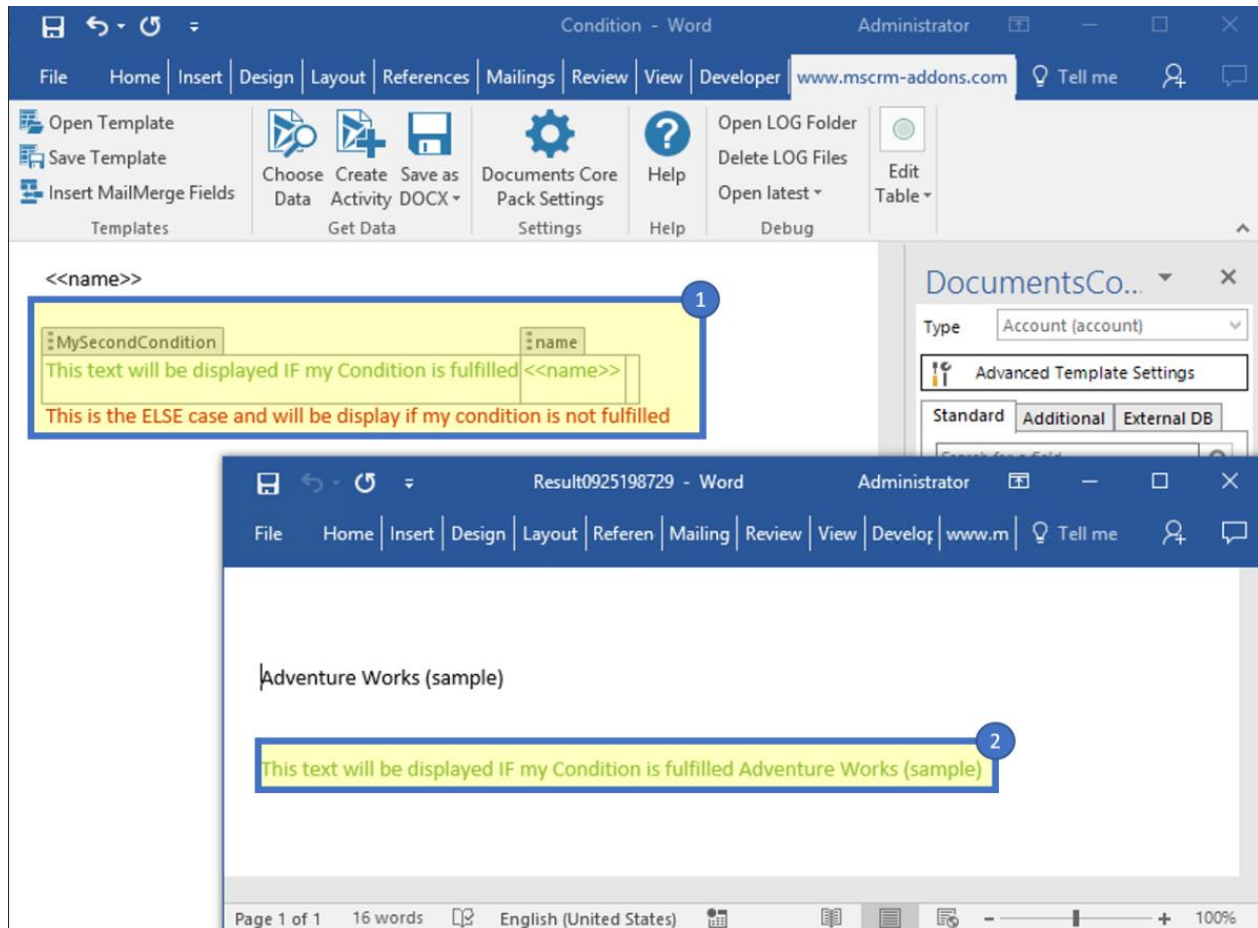 Condition - Word Administrator
File Home Insert Design Layout References Mailings Review View Developer www.mscrm-addons.com Tell me
Open Template
Save Template
Insert MailMerge Fields
Templates
Choose Data
Create Activity
Save as DOCX
Get Data
Documents Core Pack Settings
Settings
Help
Help
Open LOG Folder
Delete LOG Files
Open latest
Debug
Edit Table
<<name>>
1
MySecondCondition name
This text will be displayed IF my Condition is fulfilled <<name>>
This is the ELSE case and will be display if my condition is not fulfilled
DocumentsCo...
Type Account (account)
Advanced Template Settings
Standard Additional External DB
Result0925198729 - Word Administrator
File Home Insert Design Layout Referen Mailing Review View Develop www.m Tell me
Adventure Works (sample)
2
This text will be displayed IF my Condition is fulfilled Adventure Works (sample)
Page 1 of 1 16 words English (United States) 100%